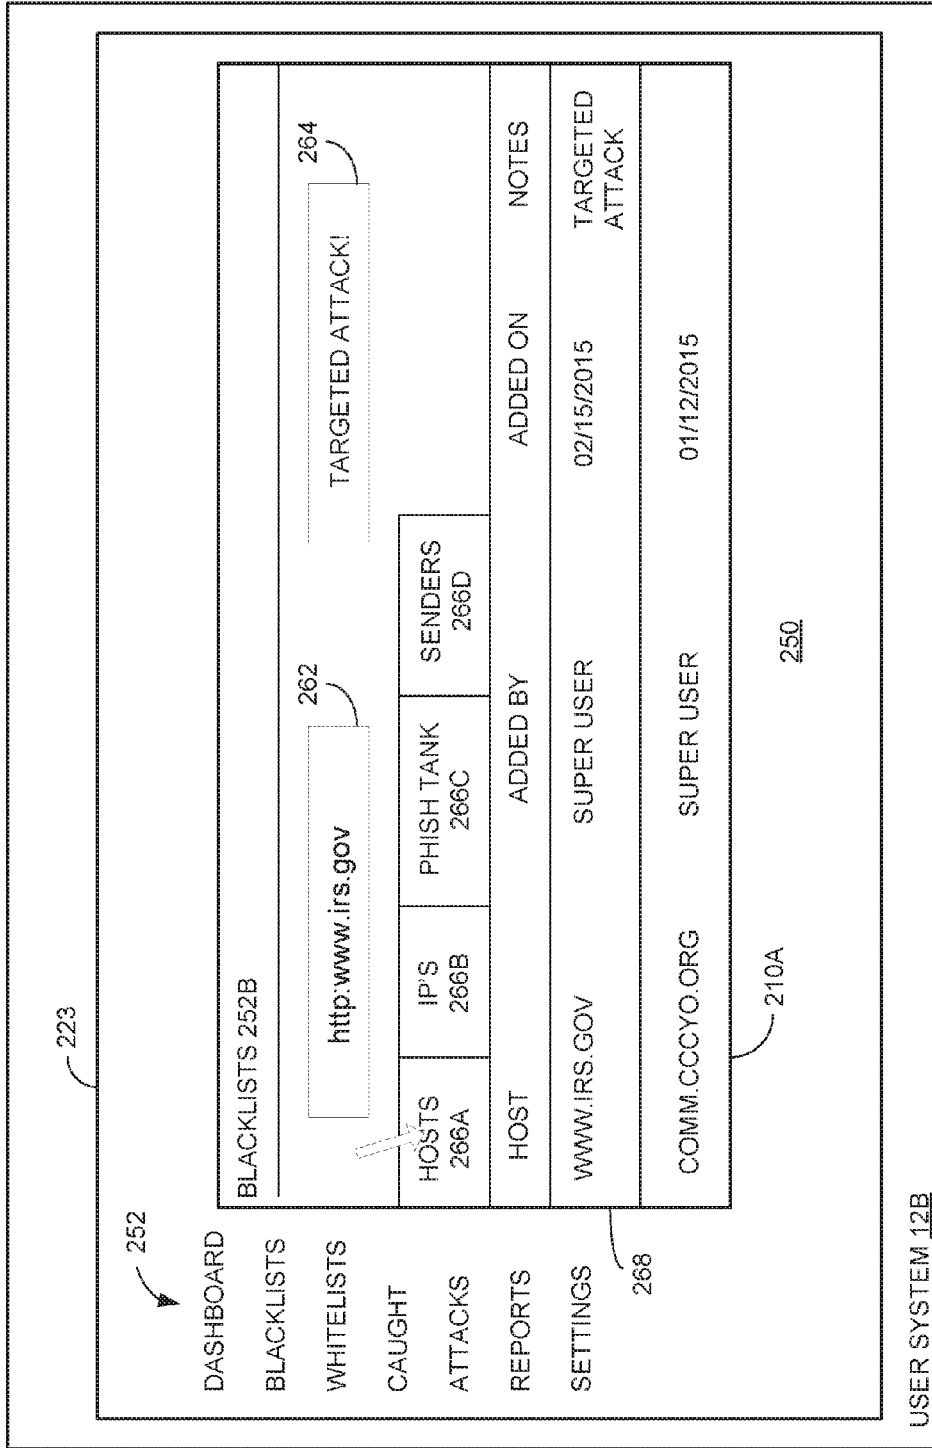 223
252
DASHBOARD
BLACKLISTS
WHITELISTS
CAUGHT
ATTACKS
REPORTS
SETTINGS
BLACKLISTS 252B
262
264
http:www.irs.gov
TARGETED ATTACK!
HOSTS IP'S PHISH TANK SENDERS
266A 266B 266C 266D
HOST ADDED BY ADDED ON NOTES
WWW.IRS.GOV SUPER USER 02/15/2015 TARGETED
ATTACK
COMM.CCCYO.ORG SUPER USER 01/12/2015
268
210A
250
USER SYSTEM 12B